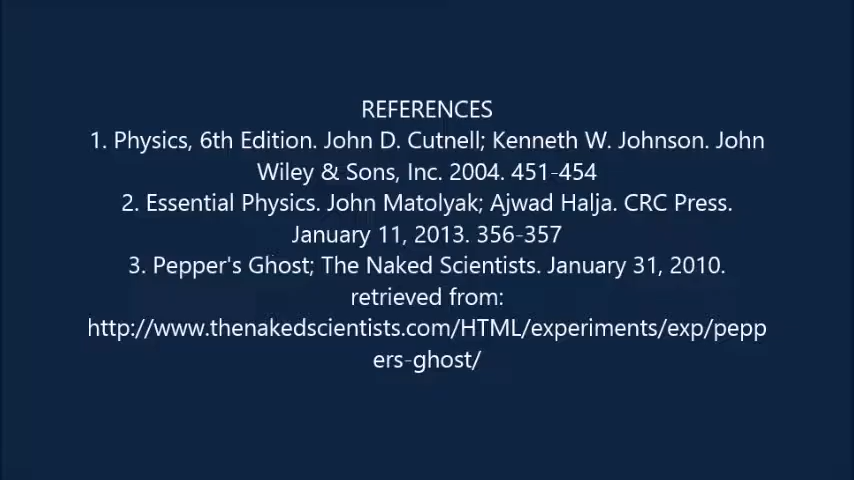 REFERENCES
1. Physics, 6th Edition. John D. Cutnell; Kenneth W. Johnson. John
Wiley & Sons, Inc. 2004. 451-454
2. Essential Physics. John Matolyak; Ajwad Halja. CRC Press.
January 11, 2013. 356-357
3. Pepper's Ghost; The Naked Scientists. January 31, 2010.
retrieved from:
http://www.thenakedscientists.com/HTML/experiments/exp/pepp
ers-ghost/